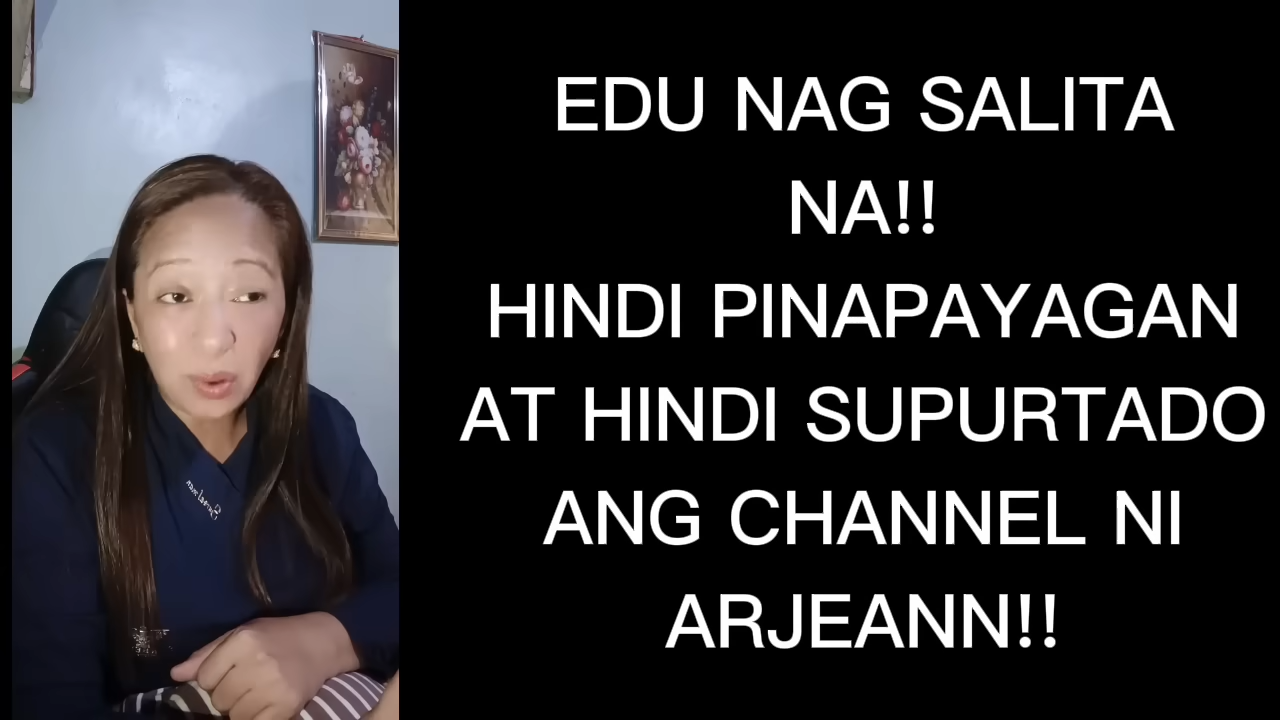 EDU NAG SALITA
NA!!
HINDI PINAPAYAGAN
AT HINDI SUPURTADO
ANG CHANNEL NI
ARJEANN!!